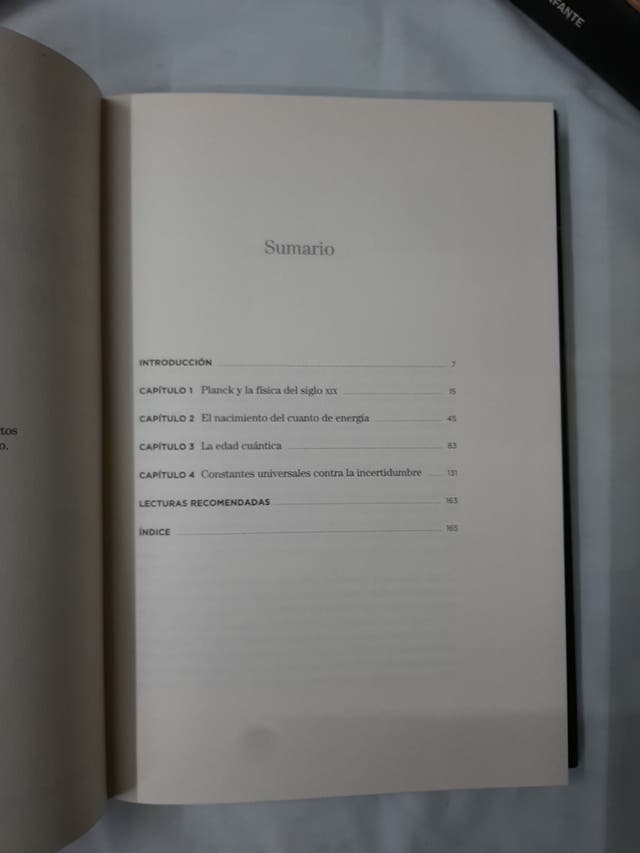 FANTE
Sumario
INTRODUCCIÓN 7
CAPÍTULO 1 Planck y la física del siglo XIX 15
CAPÍTULO 2 El nacimiento del cuanto de energía 45
CAPÍTULO 3 La edad cuántica 83
CAPÍTULO 4 Constantes universales contra la incertidumbre 131
LECTURAS RECOMENDADAS 163
ÍNDICE 165
tos
o.